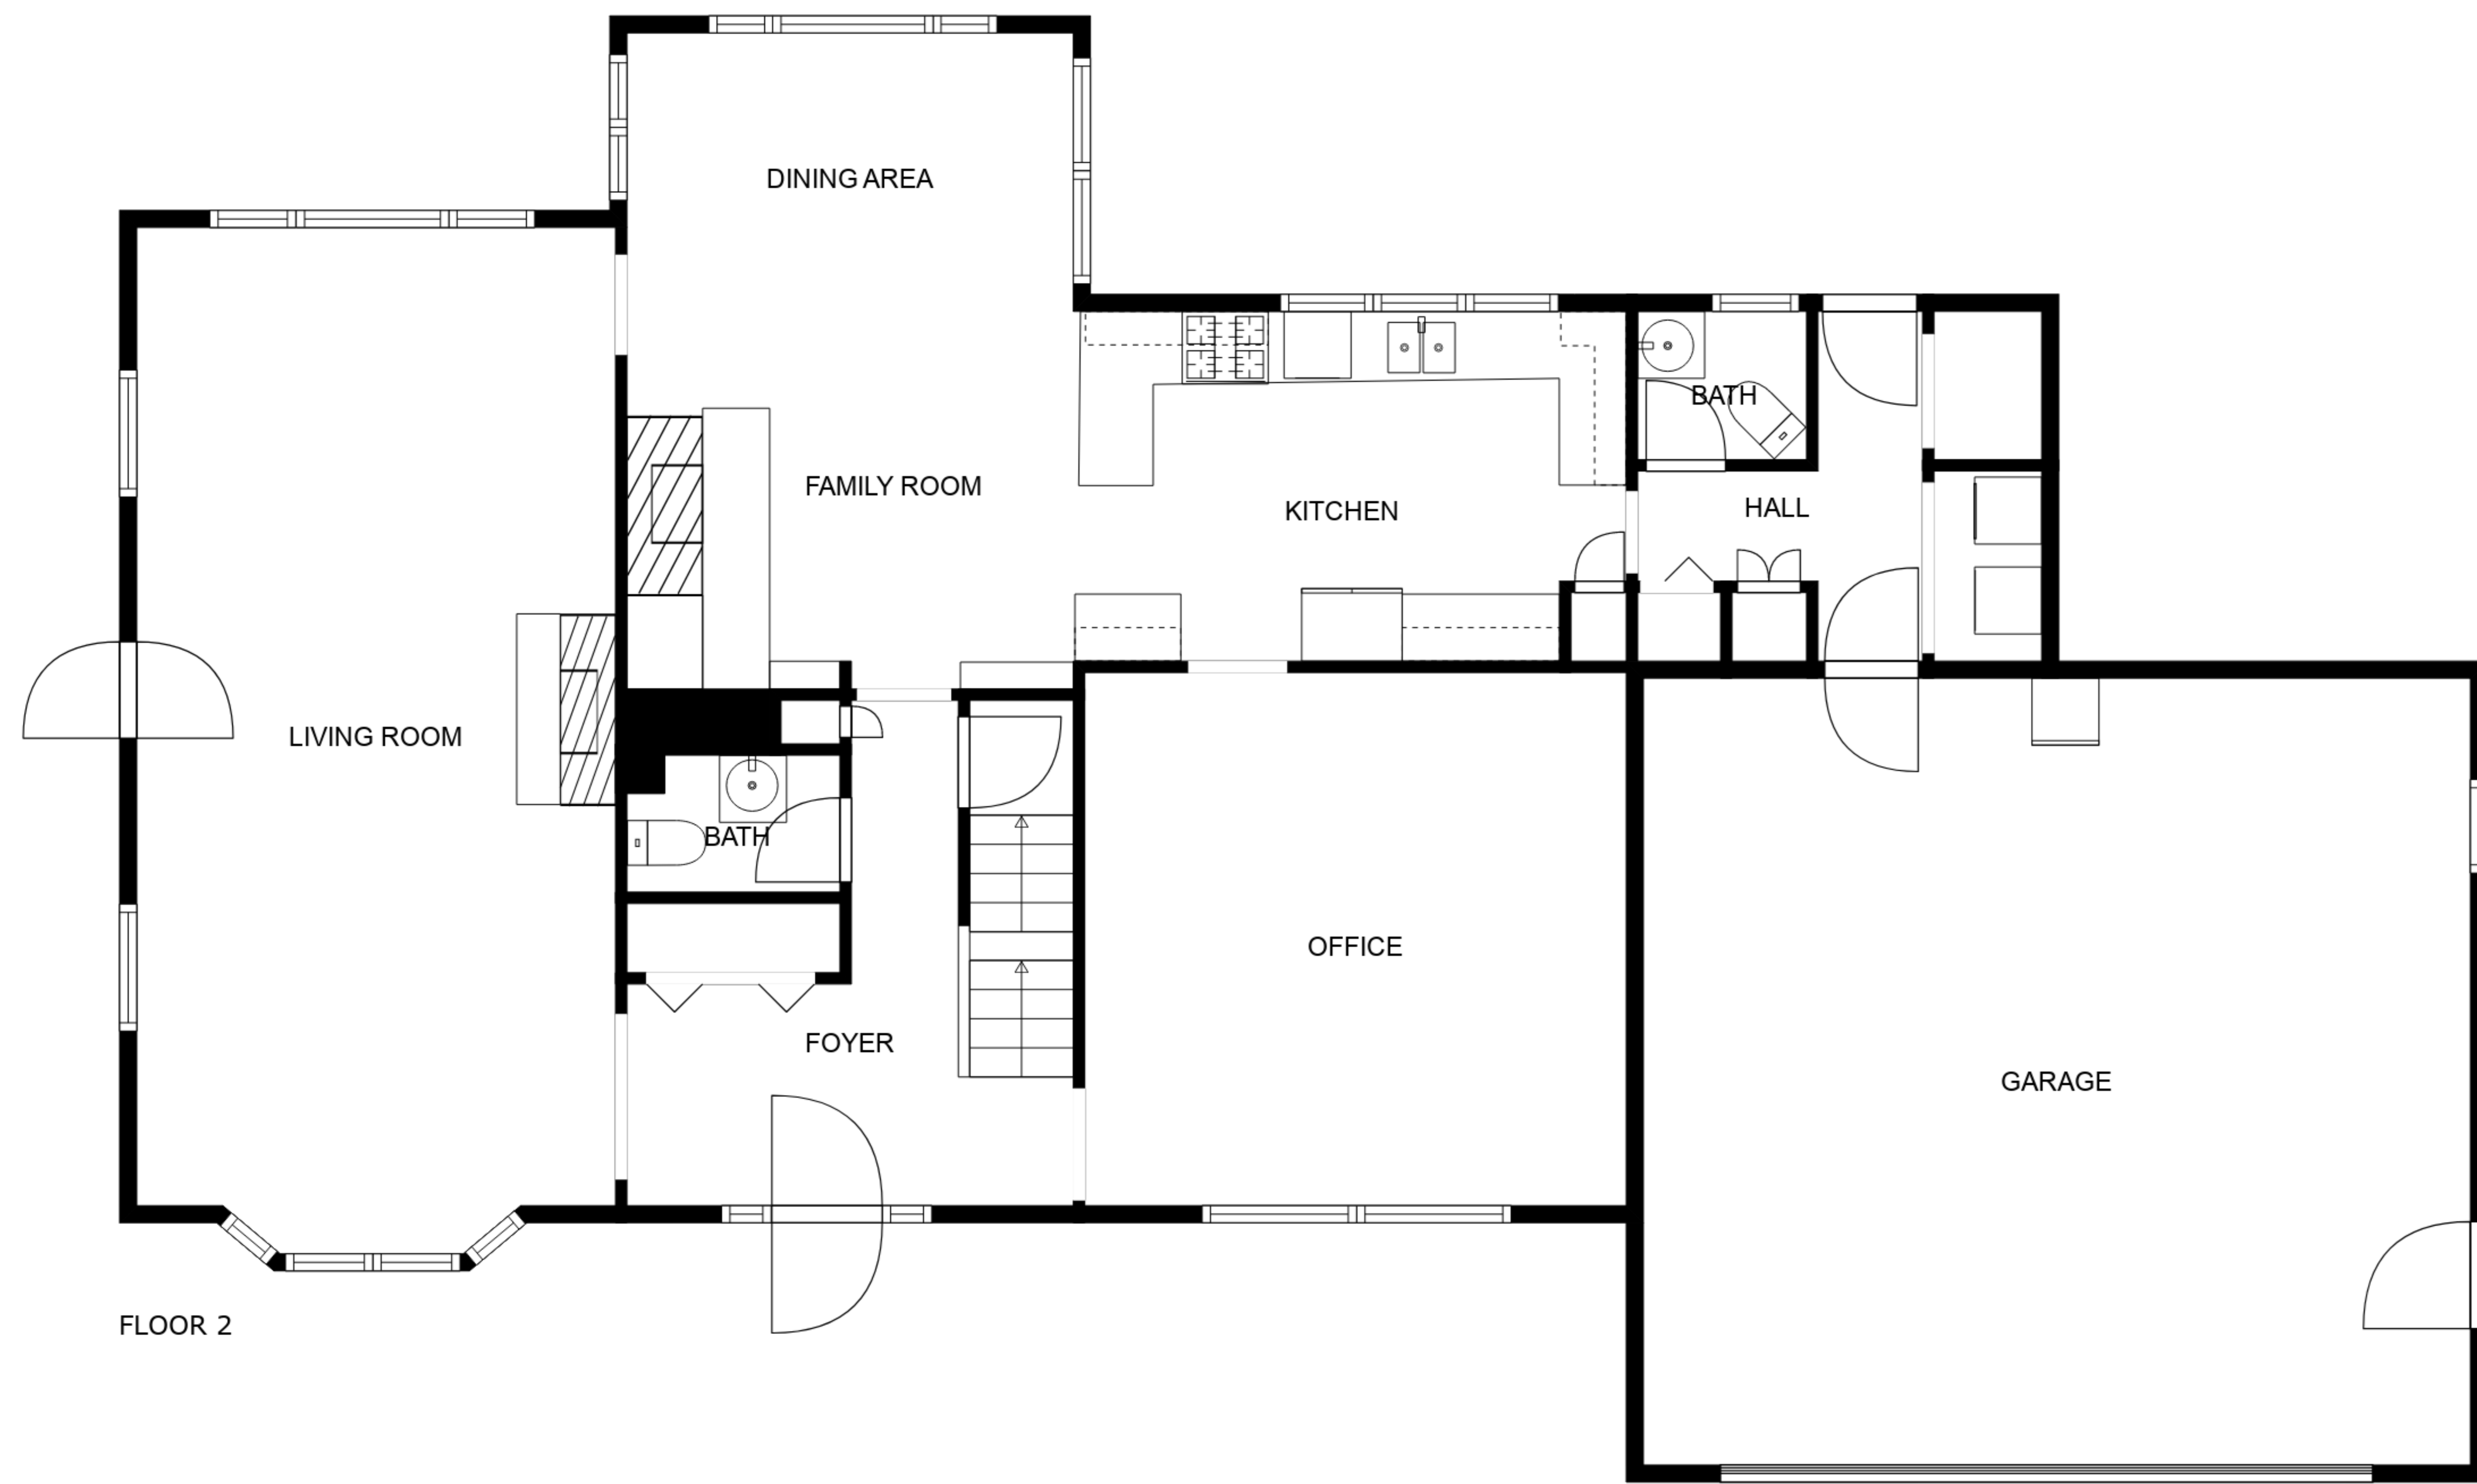 DINING AREA
BATH
FAMILY ROOM
KITCHEN
HALL
LIVING ROOM
BATH
OFFICE
FOYER
GARAGE
FLOOR 2